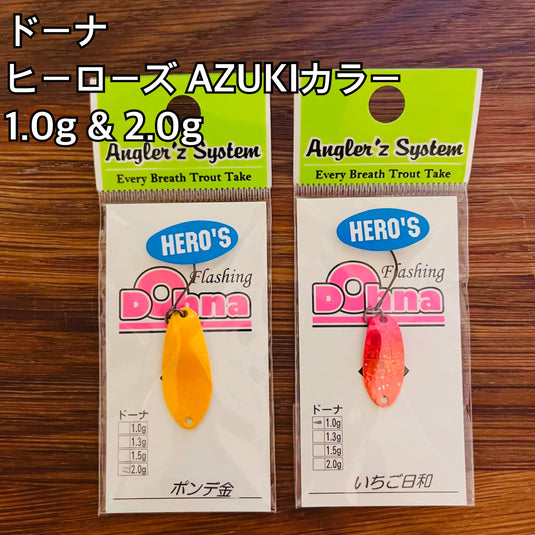 ドーナ
ヒーローズ AZUKIカラー
1.0g & 2.0g
Angler'z System
Every Breath Trout Take
HERO'S
Flashing
Dohna
ドーナ
1.0g
1.3g
1.5g
2.0g
ポンデ金
Angler'z System
Every Breath Trout Take
HERO'S
Flashing
Dohna
ドーナ
1.0g
1.3g
1.5g
2.0g
いちご日和